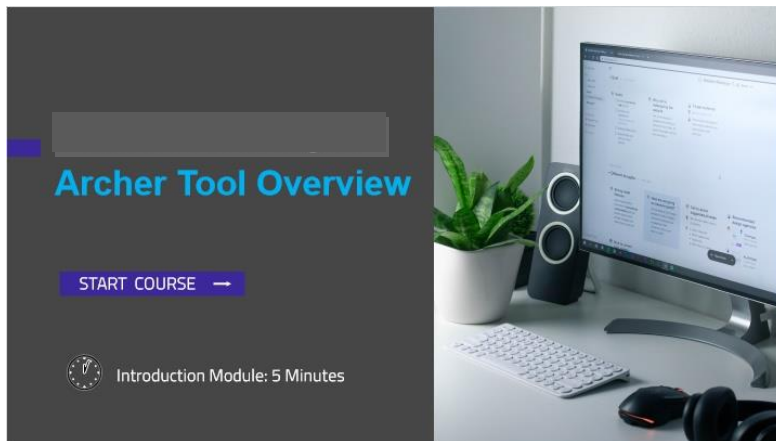 Archer Tool Overview
START COURSE →
Introduction Module: 5 Minutes